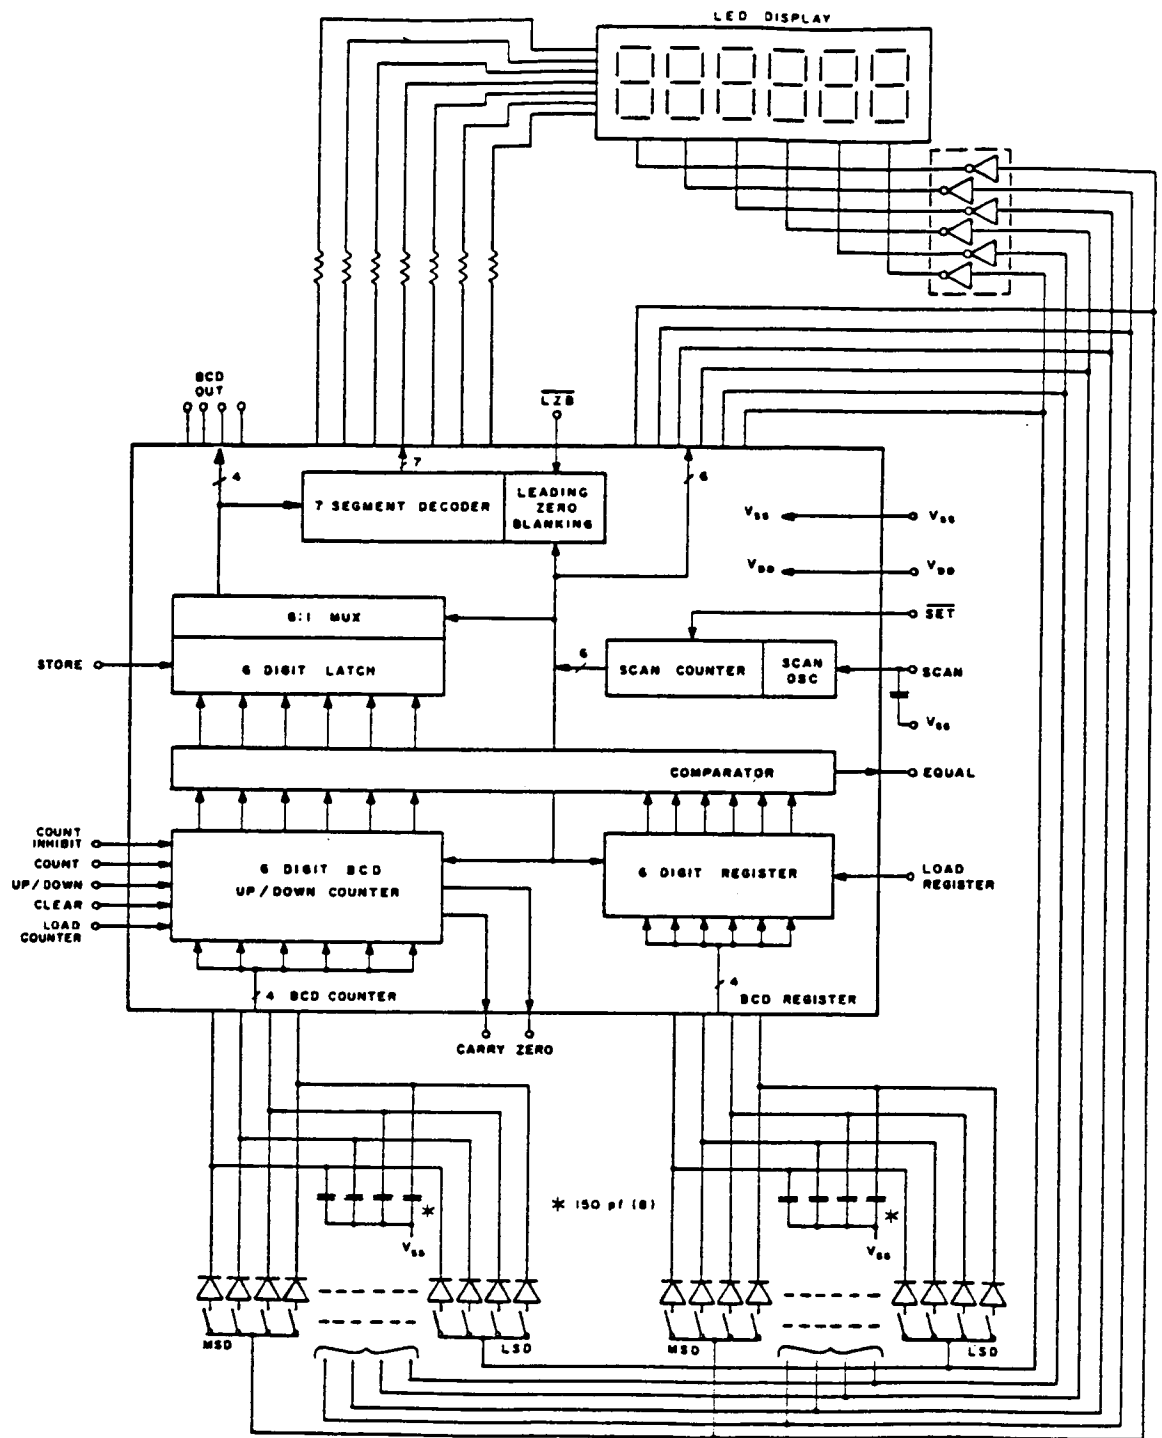 LED DISPLAY
BCD
OUT
LZB
4
7
6
7 SEGMENT DECODER
LEADING
ZERO
BLANKING
VSS
VSS
VDD
VDD
SET
6:1 MUX
STORE
6 DIGIT LATCH
6
SCAN COUNTER
SCAN
OSC
SCAN
VSS
COMPARATOR
EQUAL
COUNT
INHIBIT
COUNT
UP/DOWN
CLEAR
LOAD
COUNTER
6 DIGIT BCD
UP/DOWN COUNTER
6 DIGIT REGISTER
LOAD
REGISTER
4
BCD COUNTER
4
BCD REGISTER
CARRY
ZERO
*
* 150 pf (8)
*
VSS
VSS
MSD
LSD
MSD
LSD